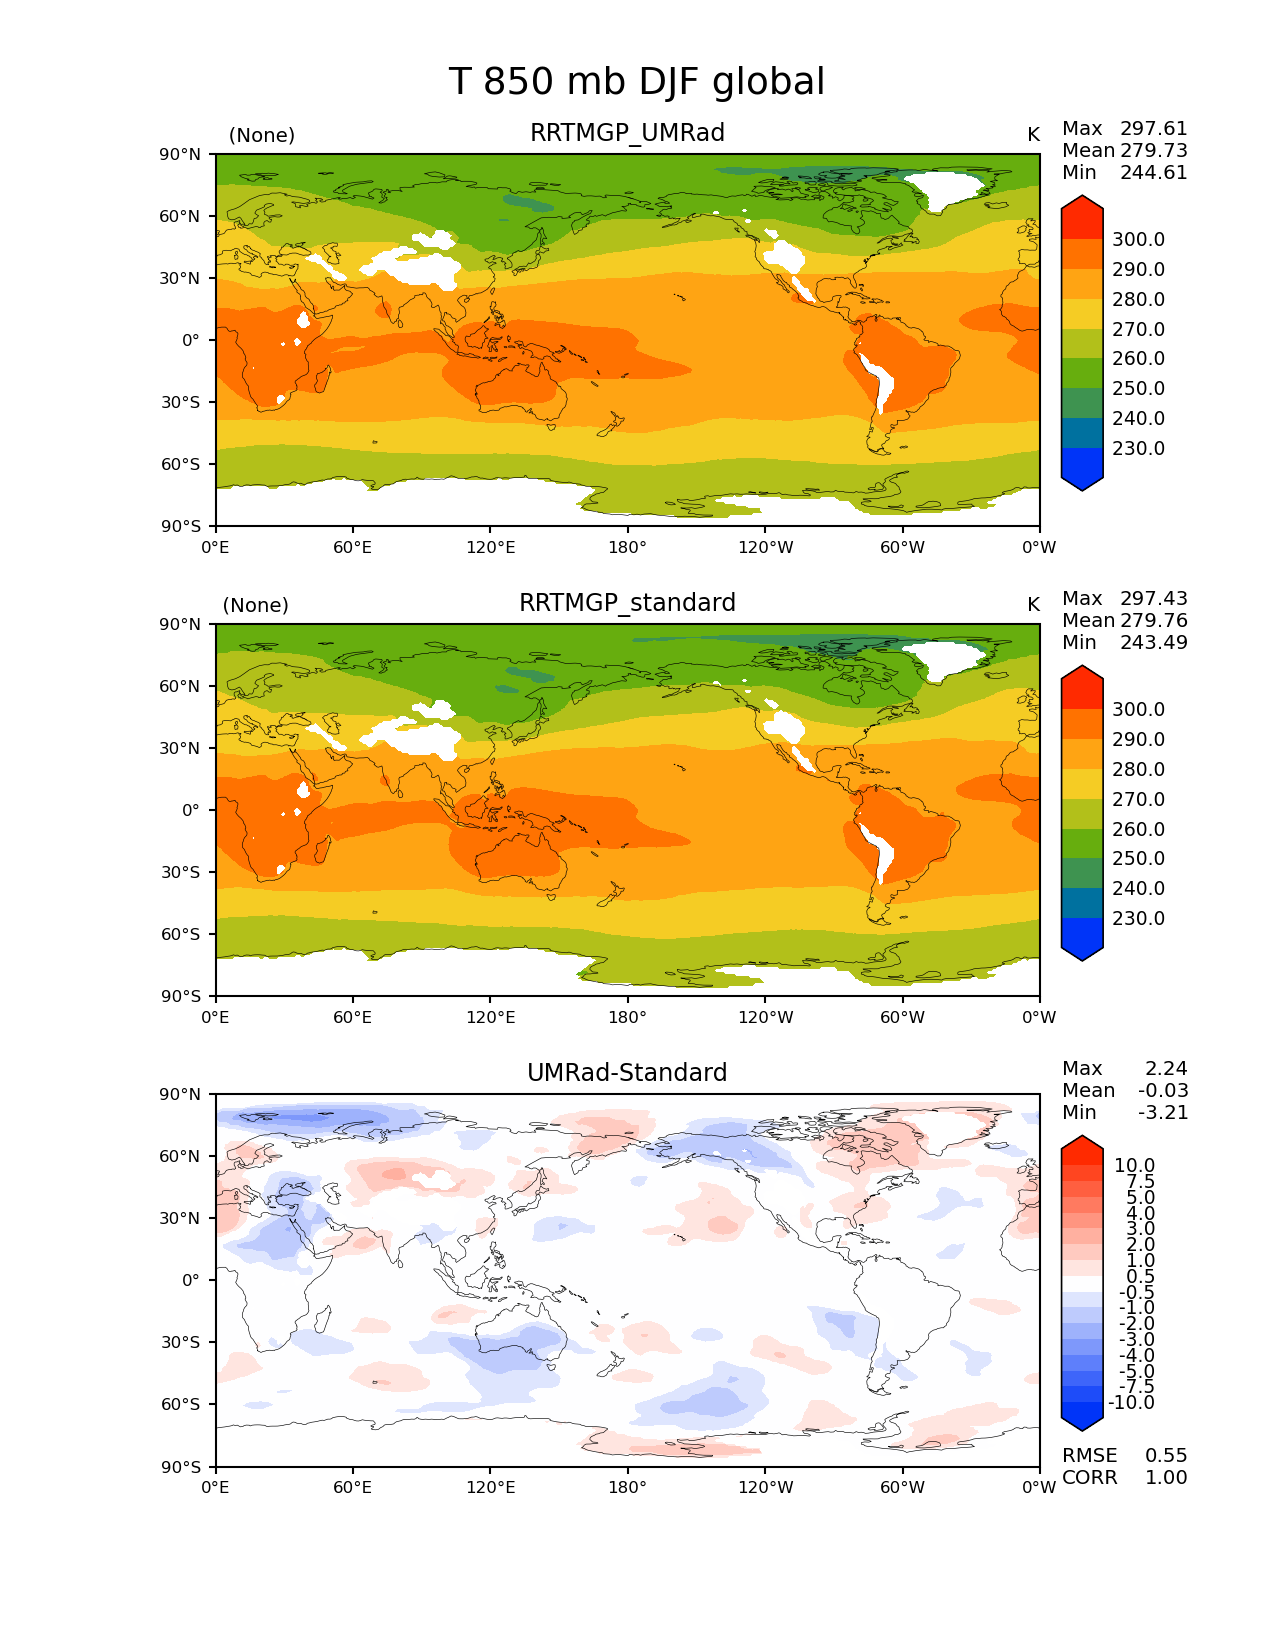 T 850 mb DJF global
(None) RRTMGP_UMRad K
Max 297.61
Mean 279.73
Min 244.61
90°N
60°N
30°N
0°
30°S
60°S
90°S
0°E 60°E 120°E 180° 120°W 60°W 0°W
300.0
290.0
280.0
270.0
260.0
250.0
240.0
230.0
(None) RRTMGP_standard K
Max 297.43
Mean 279.76
Min 243.49
90°N
60°N
30°N
0°
30°S
60°S
90°S
0°E 60°E 120°E 180° 120°W 60°W 0°W
300.0
290.0
280.0
270.0
260.0
250.0
240.0
230.0
UMRad-Standard
Max 2.24
Mean -0.03
Min -3.21
90°N
60°N
30°N
0°
30°S
60°S
90°S
0°E 60°E 120°E 180° 120°W 60°W 0°W
10.0
7.5
5.0
4.0
3.0
2.0
1.0
0.5
-0.5
-1.0
-2.0
-3.0
-4.0
-5.0
-7.5
-10.0
RMSE 0.55
CORR 1.00